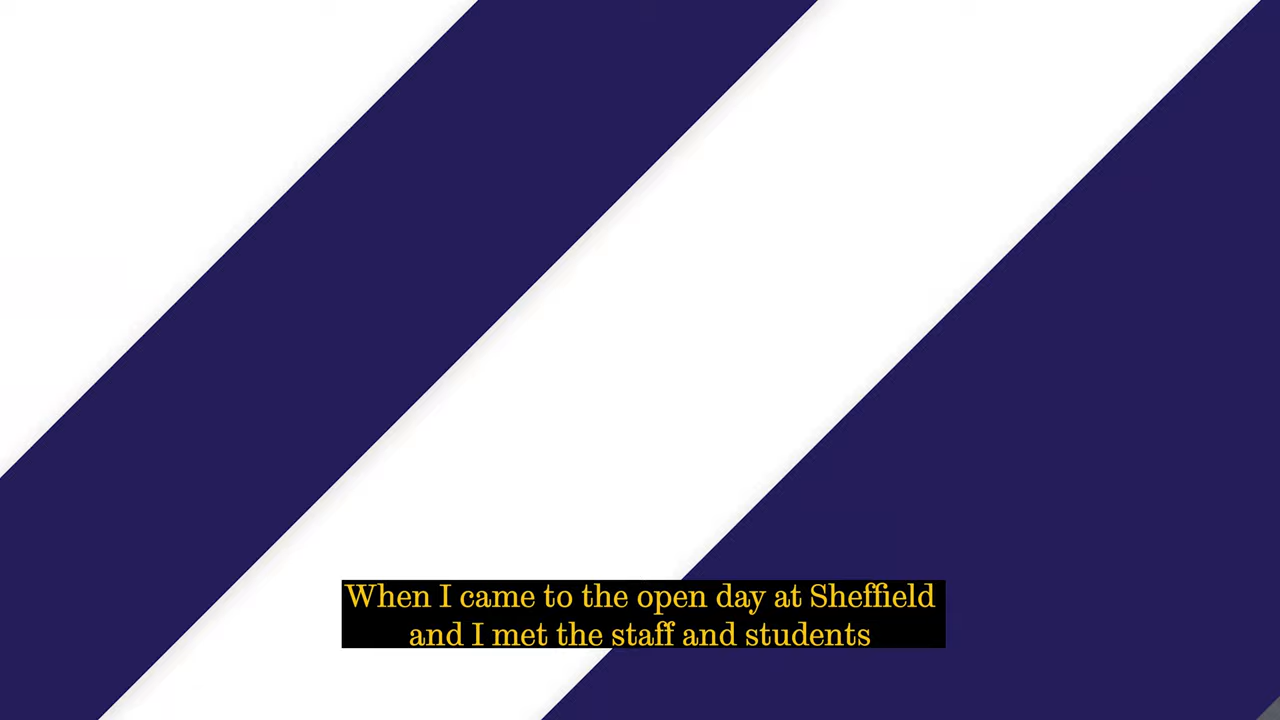 When I came to the open day at Sheffield
and I met the staff and students